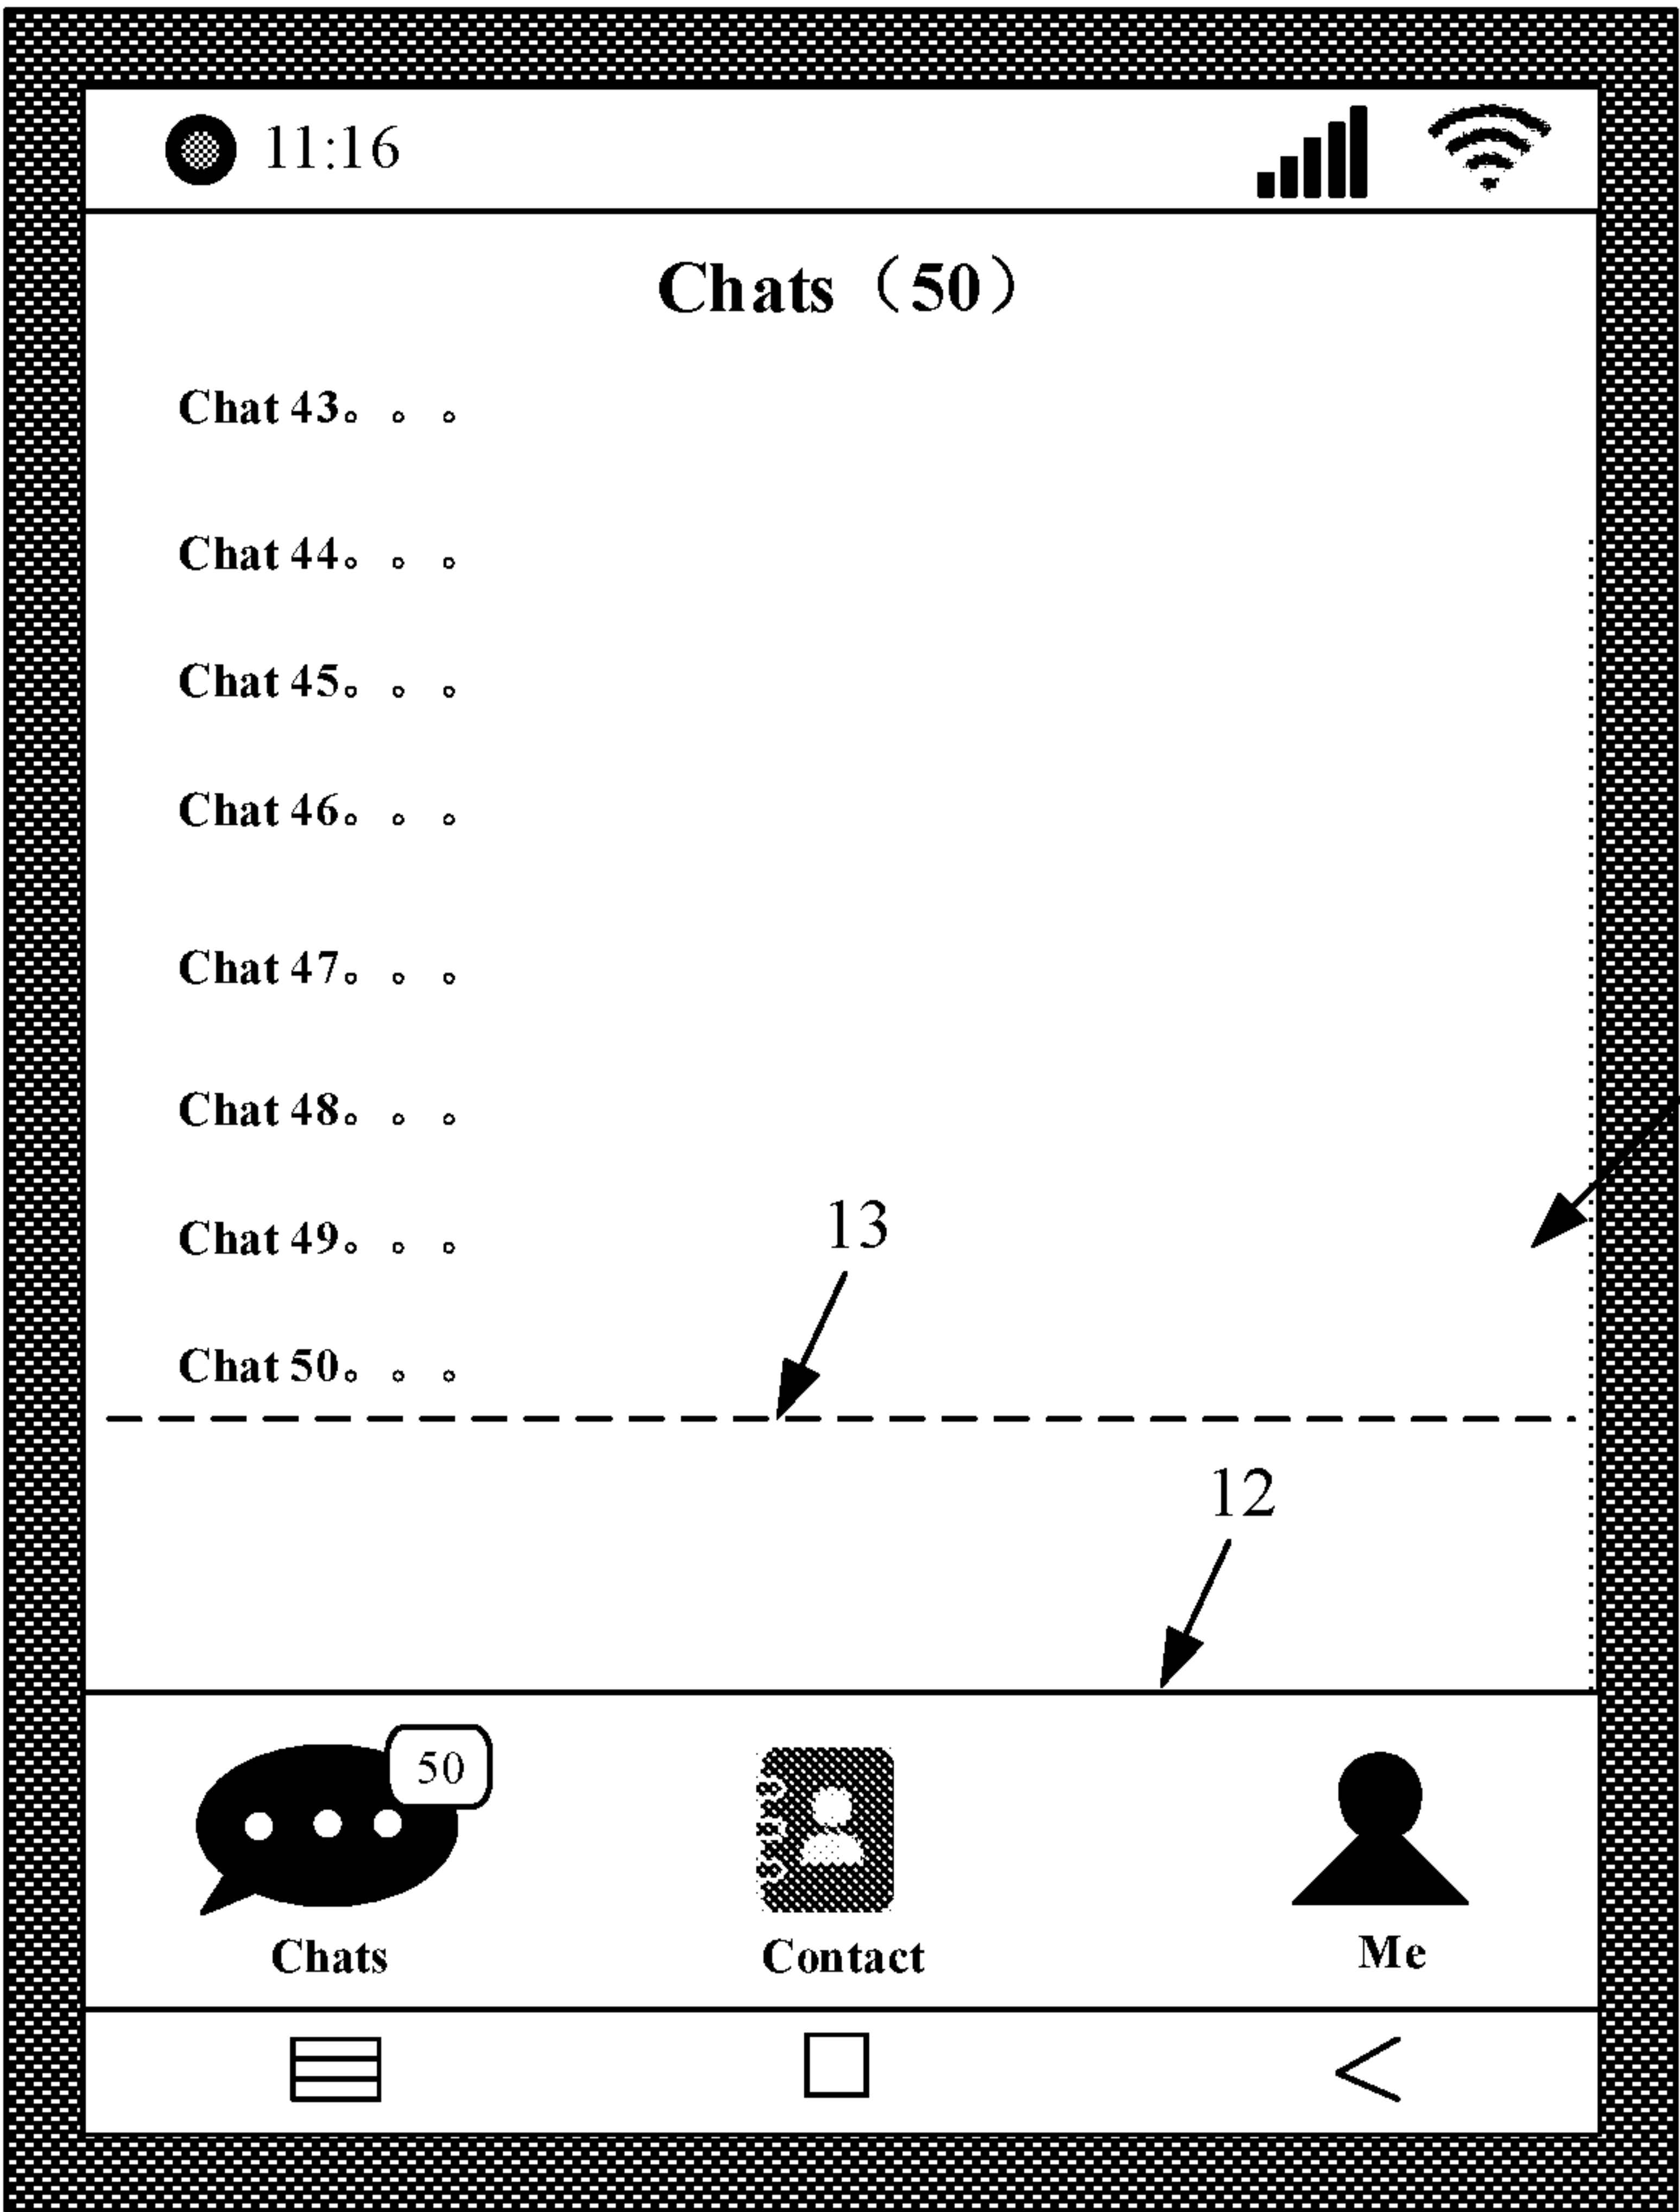 11:16
Chats（50）
Chat 43。。。
Chat 44。。。
Chat 45。。。
Chat 46。。。
Chat 47。。。
Chat 48。。。
Chat 49。。。
13
Chat 50。。。
12
50
Chats Contact Me